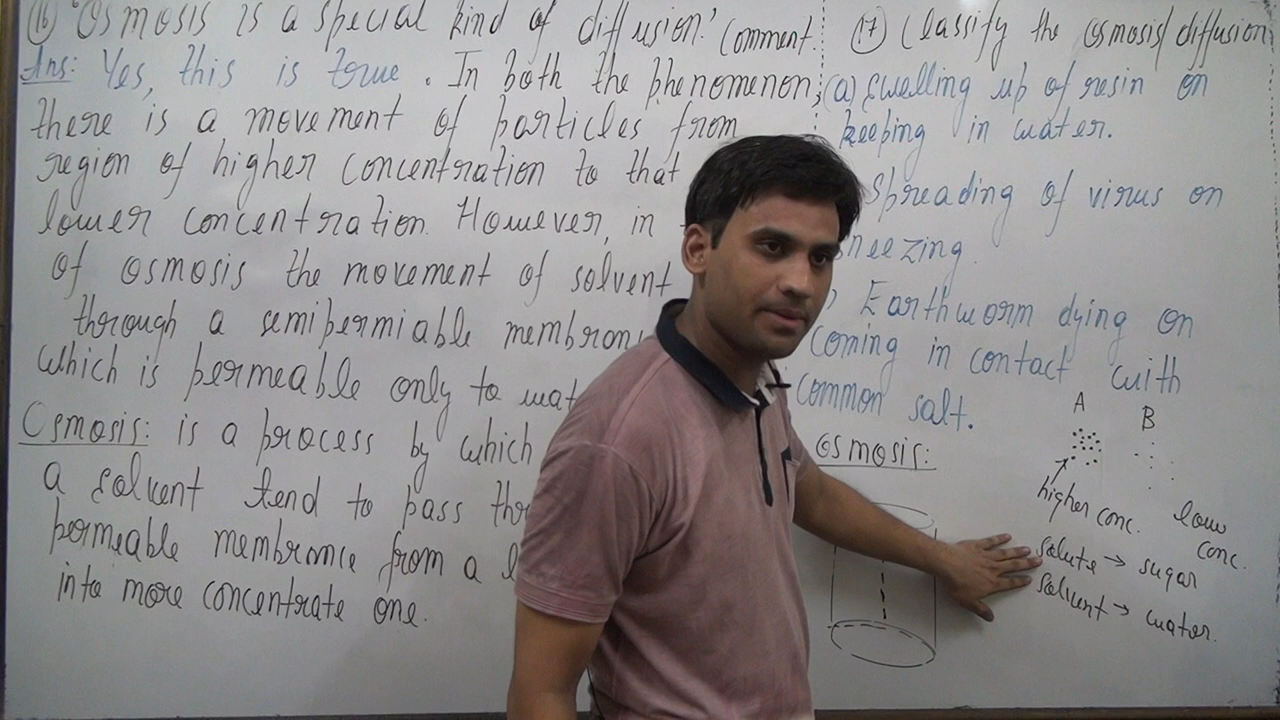 (16) 'Osmosis is a special kind of diffusion.' Comment.
Ans: Yes, this is true. In both the phenomenon,
there is a movement of particles from
region of higher concentration to that
lower concentration. However, in
of osmosis the movement of solvent
through a semipermiable membrane
which is permeable only to wat
Osmosis: is a process by which
a solvent tend to pass thr
permeable membrance from a l
into more concentrate one.
(17) Classify the osmosis/diffusion
(a) Swelling up of resin on
keeping in water.
Spreading of virus on
neezing.
Earthworm dying on
coming in contact with
common salt.
Osmosis:
A B
higher conc.
low
conc.
salute → sugar
salvent → water.